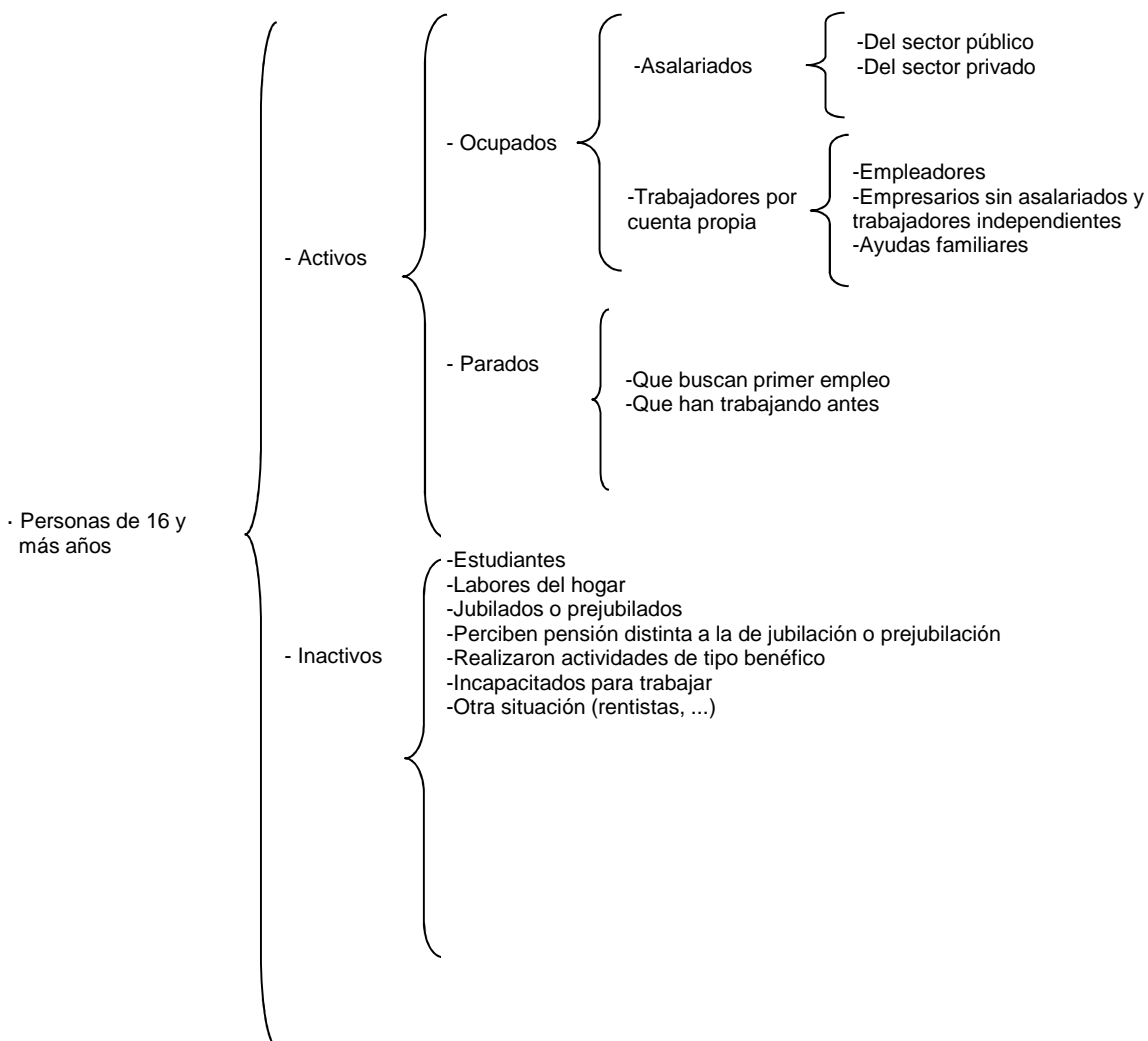 -Del sector público
-Del sector privado
-Asalariados
- Ocupados
-Trabajadores por
cuenta propia
-Empleadores
-Empresarios sin asalariados y
trabajadores independientes
-Ayudas familiares
- Activos
- Parados
-Que buscan primer empleo
-Que han trabajando antes
· Personas de 16 y
más años
-Estudiantes
-Labores del hogar
-Jubilados o prejubilados
-Perciben pensión distinta a la de jubilación o prejubilación
-Realizaron actividades de tipo benéfico
-Incapacitados para trabajar
-Otra situación (rentistas, ...)
- Inactivos